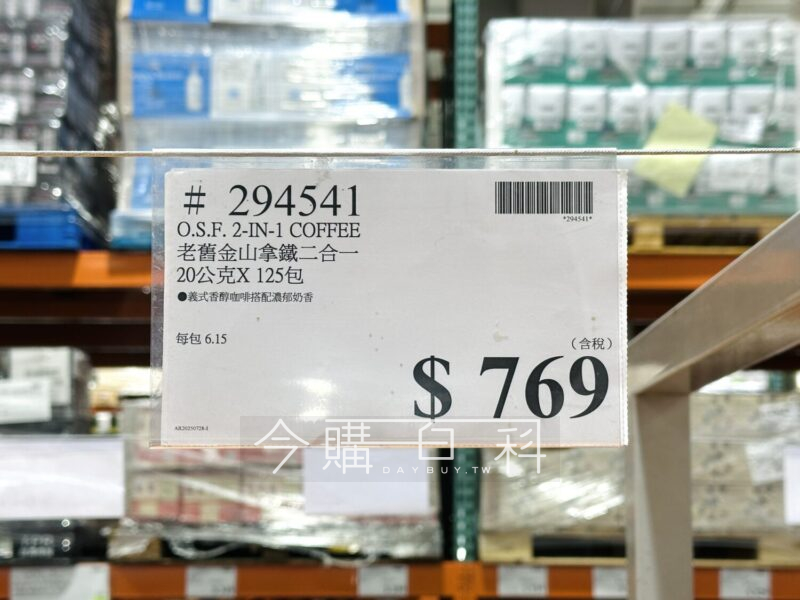 # 294541
*294541*
O.S.F. 2-IN-1 COFFEE
老舊金山拿鐵二合一
20公克X 125包
●義式香醇咖啡搭配濃郁奶香
每包 6.15
(含稅)
$ 769
AR20250728-I
今購百科
DAYBUY.TW